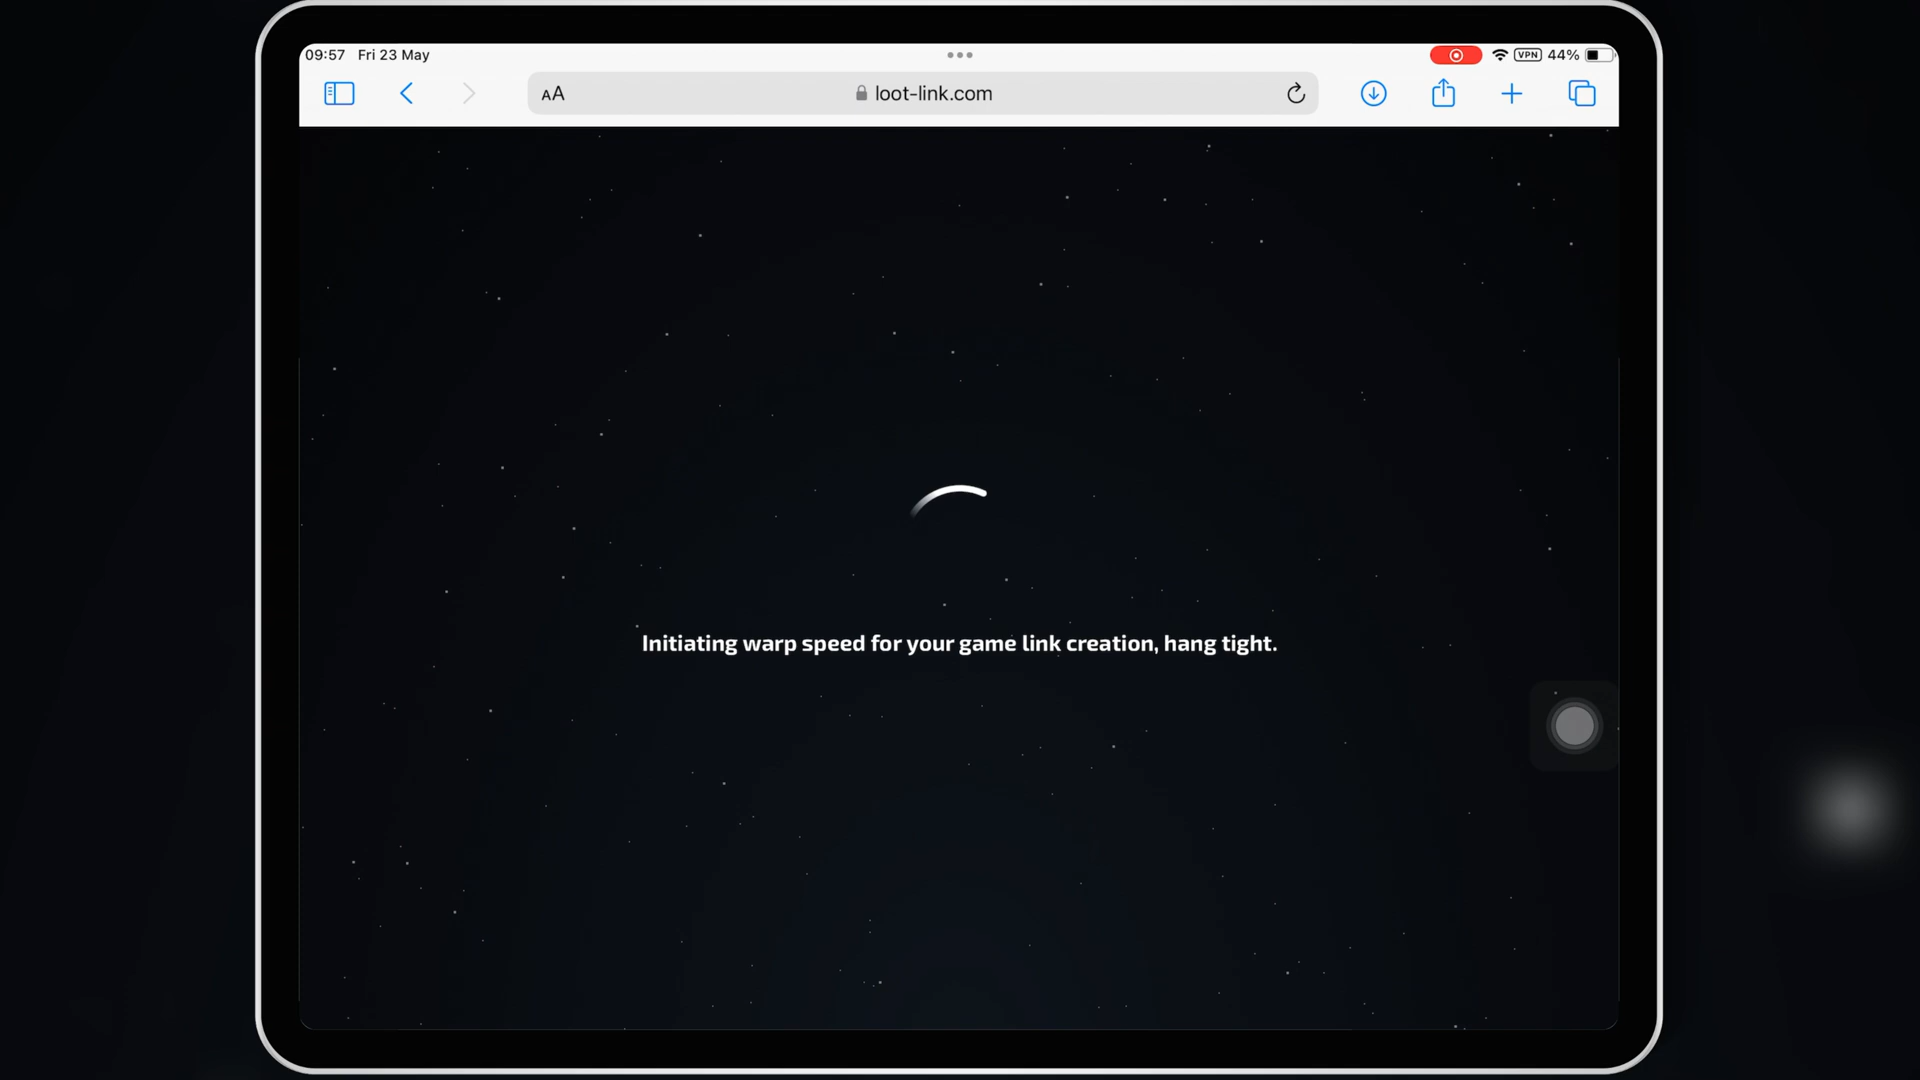 09:57 Fri 23 May
VPN 44%
AA
loot-link.com
Initiating warp speed for your game link creation, hang tight.